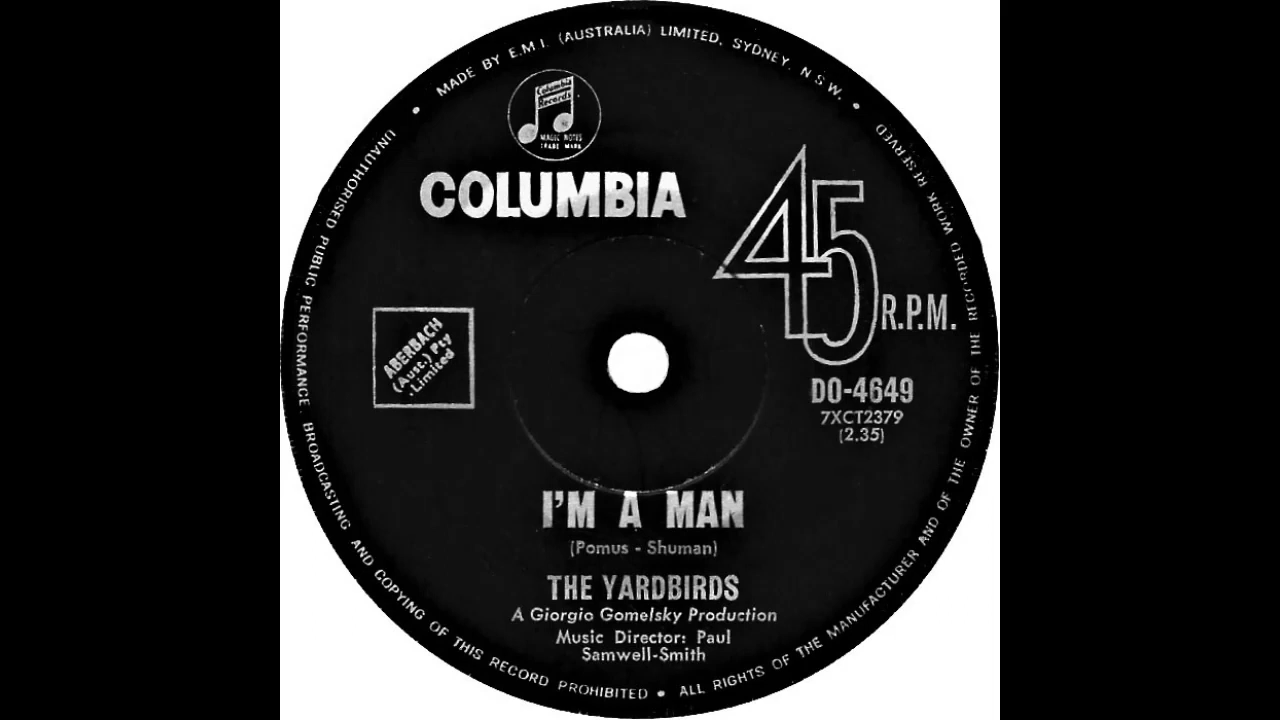 MADE BY E.M.I. (AUSTRALIA) LIMITED, SYDNEY, N.S.W.
Columbia
Records
MAGIC NOTES
TRADE MARK
COLUMBIA
45
R.P.M.
ABERBACH
(Aust.) Pty
.Limited
DO-4649
7XCT2379
(2.35)
I'M A MAN
(Pomus - Shuman)
THE YARDBIRDS
A Giorgio Gomelsky Production
Music Director: Paul
Samwell-Smith
UNAUTHORISED PUBLIC PERFORMANCE, BROADCASTING AND COPYING OF THIS RECORD PROHIBITED • ALL RIGHTS OF THE MANUFACTURER AND OF THE OWNER OF THE RECORDED WORK RESERVED